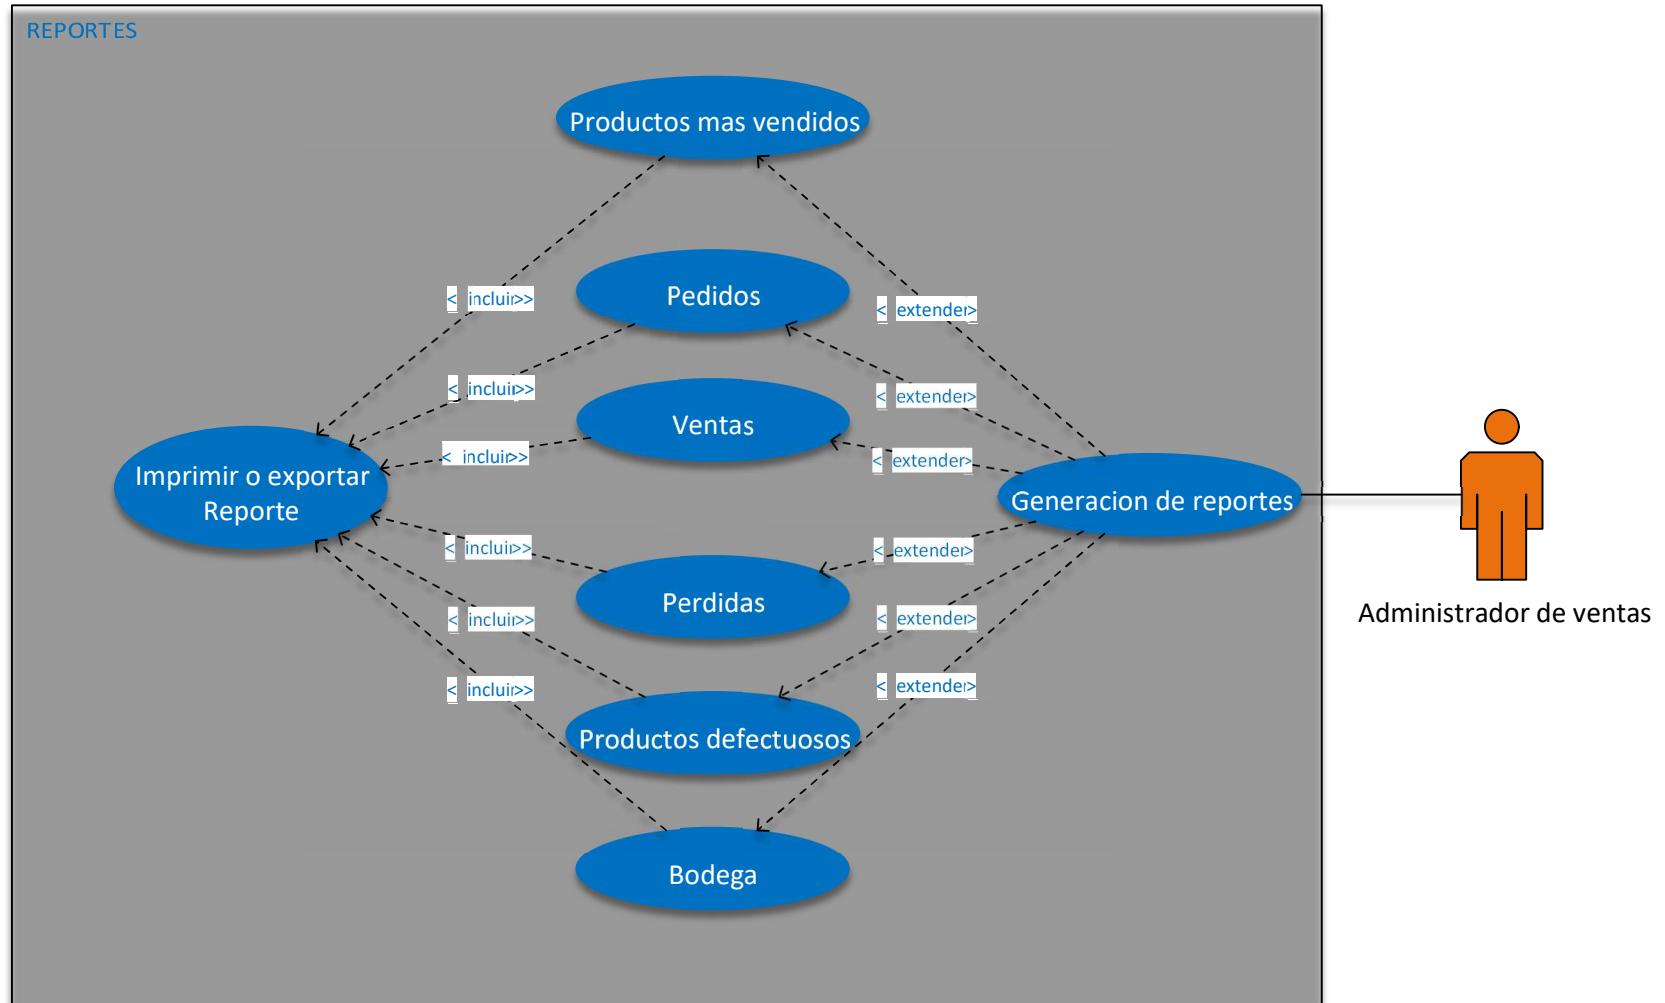 REPORTES
Productos mas vendidos
< incluir>>
Pedidos
< extender>
< incluir>>
< extender>
Ventas
< incluir>>
< extender>
Imprimir o exportar
Reporte
Generacion de reportes
< incluir>>
< extender>
Perdidas
Administrador de ventas
< incluir>>
< extender>
< incluir>>
< extender>
Productos defectuosos
Bodega